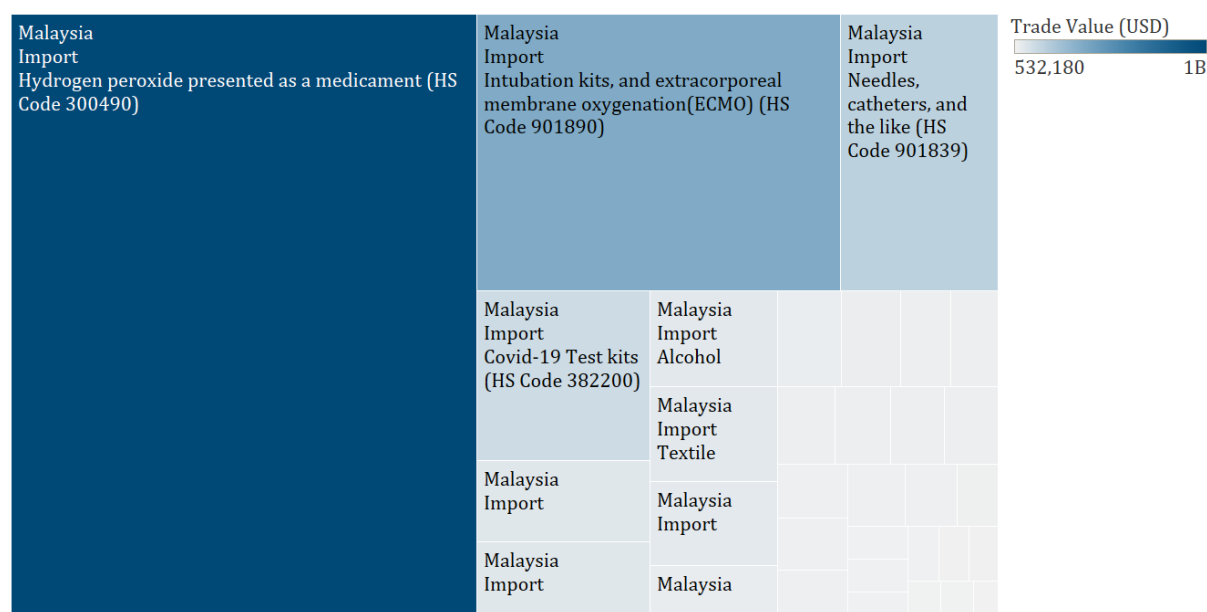 Malaysia
Import
Hydrogen peroxide presented as a medicament (HS
Code 300490)
Malaysia
Import
Intubation kits, and extracorporeal
membrane oxygenation(ECMO) (HS
Code 901890)
Malaysia
Import
Needles,
catheters, and
the like (HS
Code 901839)
Trade Value (USD)
532,180 1B
Malaysia
Import
Covid-19 Test kits
(HS Code 382200)
Malaysia
Import
Alcohol
Malaysia
Import
Textile
Malaysia
Import
Malaysia
Import
Malaysia
Import
Malaysia